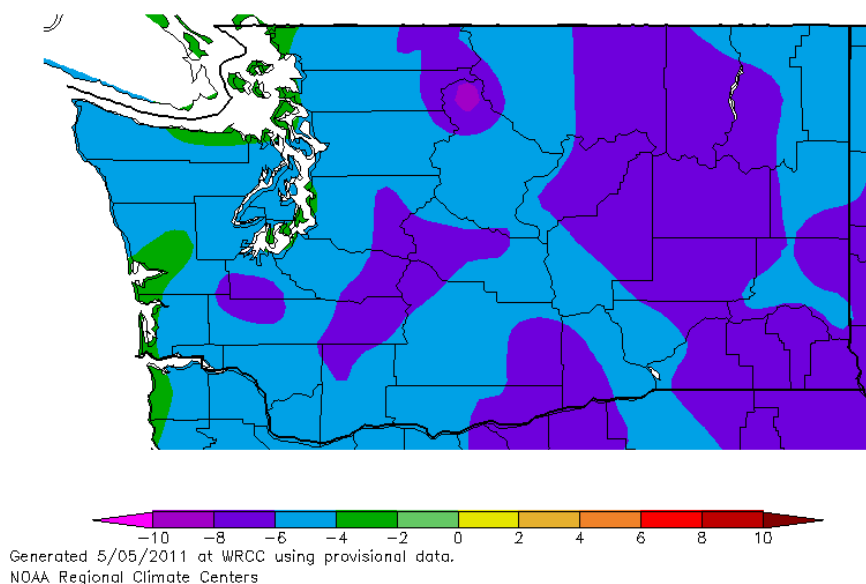 -10 -8 -6 -4 -2 0 2 4 6 8 10
Generated 5/05/2011 at WRCC using provisional data.
NOAA Regional Climate Centers